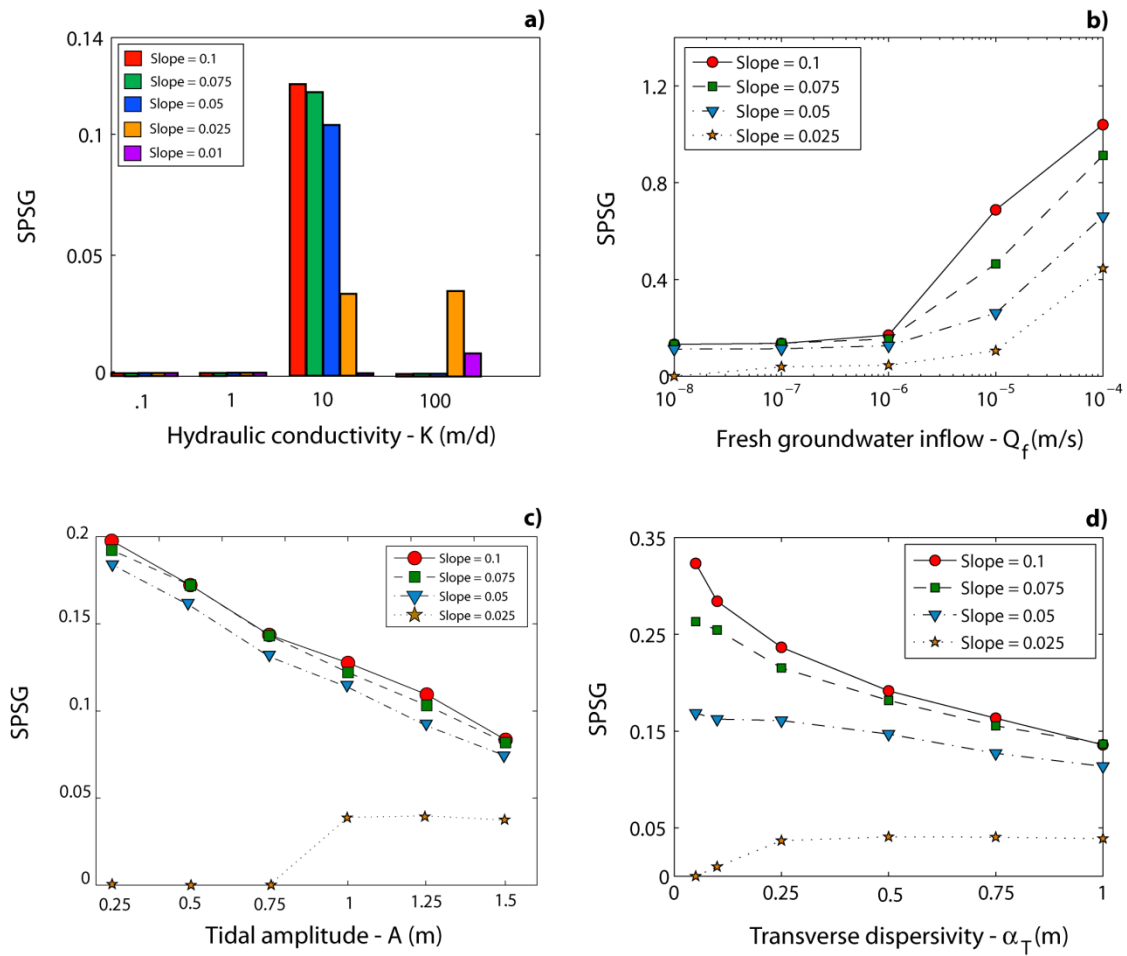 a)
0.14
0.1
0.05
0
SPSG
Slope = 0.1
Slope = 0.075
Slope = 0.05
Slope = 0.025
Slope = 0.01
.1 1 10 100
Hydraulic conductivity - K (m/d)
b)
1.2
0.8
0.4
0
SPSG
Slope = 0.1
Slope = 0.075
Slope = 0.05
Slope = 0.025
10⁻⁸ 10⁻⁷ 10⁻⁶ 10⁻⁵ 10⁻⁴
Fresh groundwater inflow - Q_f (m/s)
c)
0.2
0.15
0.1
0.05
0
SPSG
Slope = 0.1
Slope = 0.075
Slope = 0.05
Slope = 0.025
0.25 0.5 0.75 1 1.25 1.5
Tidal amplitude - A (m)
d)
0.35
0.25
0.15
0.05
0
SPSG
Slope = 0.1
Slope = 0.075
Slope = 0.05
Slope = 0.025
0 0.25 0.5 0.75 1
Transverse dispersivity - α_T (m)